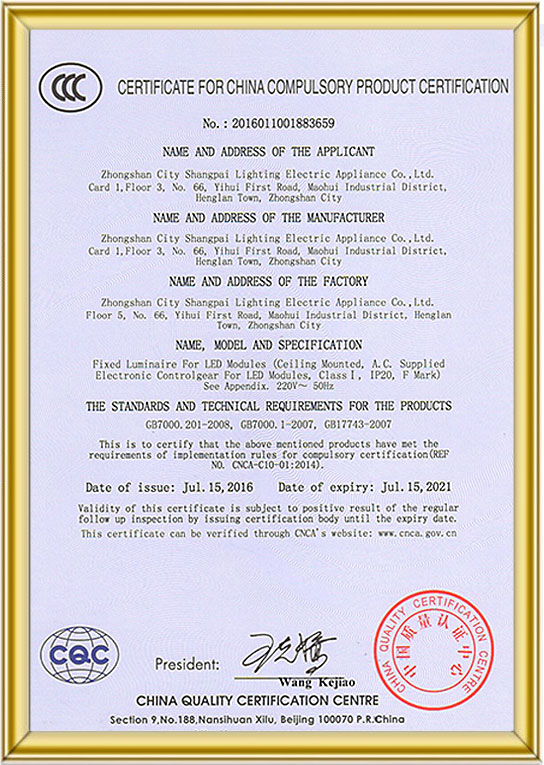 CCC
CERTIFICATE FOR CHINA COMPULSORY PRODUCT CERTIFICATION
No. : 2016011001883659
NAME AND ADDRESS OF THE APPLICANT
Zhongshan City Shangpai Lighting Electric Appliance Co.,Ltd.
Card 1,Floor 3, No. 66, Yihui First Road, Maohui Industrial District,
Henglan Town, Zhongshan City
NAME AND ADDRESS OF THE MANUFACTURER
Zhongshan City Shangpai Lighting Electric Appliance Co.,Ltd.
Card 1,Floor 3, No. 66, Yihui First Road, Maohui Industrial District,
Henglan Town, Zhongshan City
NAME AND ADDRESS OF THE FACTORY
Zhongshan City Shangpai Lighting Electric Appliance Co.,Ltd.
Floor 5, No. 66, Yihui First Road, Maohui Industrial District, Henglan
Town, Zhongshan City
NAME, MODEL AND SPECIFICATION
Fixed Luminaire For LED Modules (Ceiling Mounted, A.C. Supplied
Electronic Controlgear For LED Modules, Class I, IP20, F Mark)
See Appendix. 220V~ 50Hz
THE STANDARDS AND TECHNICAL REQUIREMENTS FOR THE PRODUCTS
GB7000.201-2008, GB7000.1-2007, GB17743-2007
This is to certify that the above mentioned products have met the
requirements of implementation rules for compulsory certification(REF
NO. CNCA-C10-01:2014).
Date of issue: Jul.15,2016 Date of expiry: Jul.15,2021
Validity of this certificate is subject to positive result of the regular
follow up inspection by issuing certification body until the expiry date.
This certificate can be verified through CNCA's website: www.cnca.gov.cn
CQC
President:
Wang Kejiao
CHINA QUALITY CERTIFICATION CENTRE
中国质量认证中心
CHINA QUALITY CERTIFICATION CENTRE
Section 9,No.188,Nansihuan Xilu, Beijing 100070 P.R.China